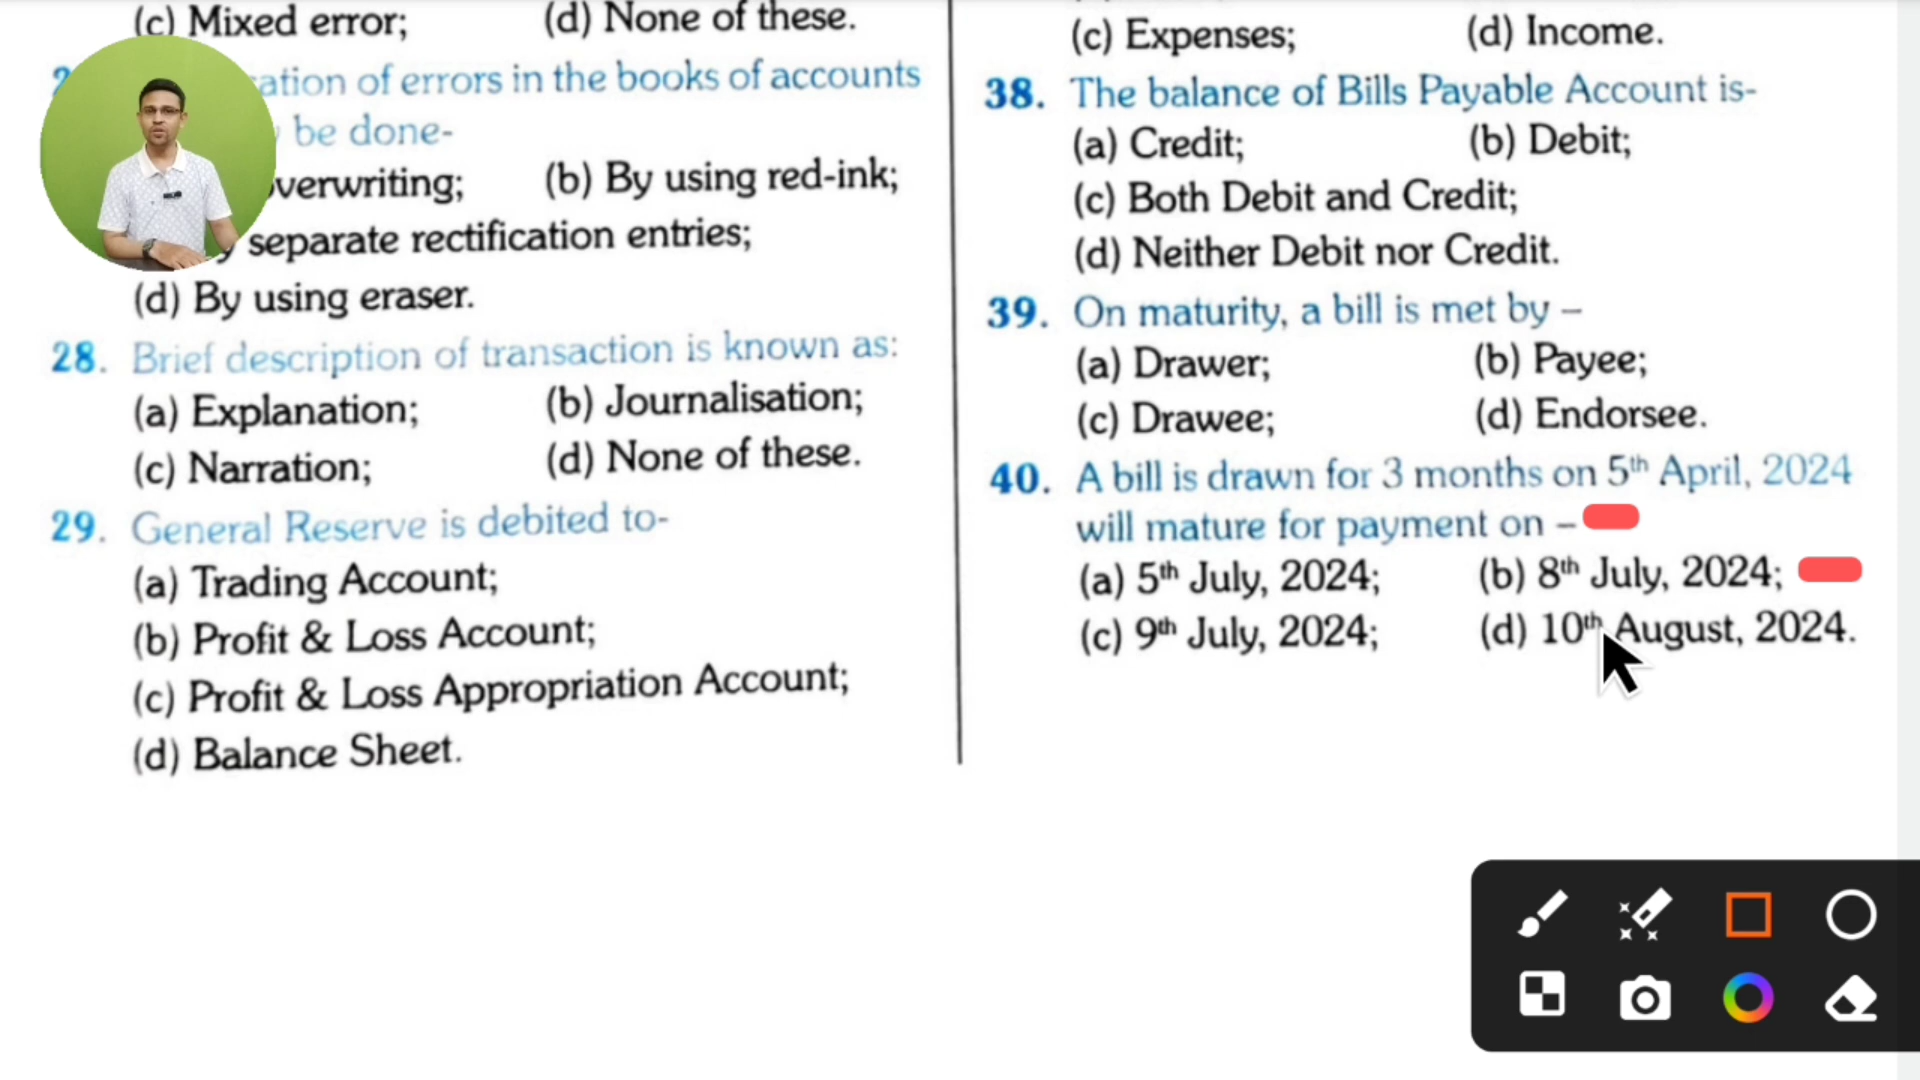 (c) Mixed error; (d) None of these.
ation of errors in the books of accounts
be done-
verwriting; (b) By using red-ink;
separate rectification entries;
(d) By using eraser.
28. Brief description of transaction is known as:
(a) Explanation; (b) Journalisation;
(c) Narration; (d) None of these.
29. General Reserve is debited to-
(a) Trading Account;
(b) Profit & Loss Account;
(c) Profit & Loss Appropriation Account;
(d) Balance Sheet.
(c) Expenses; (d) Income.
38. The balance of Bills Payable Account is-
(a) Credit; (b) Debit;
(c) Both Debit and Credit;
(d) Neither Debit nor Credit.
39. On maturity, a bill is met by –
(a) Drawer; (b) Payee;
(c) Drawee; (d) Endorsee.
40. A bill is drawn for 3 months on 5th April, 2024
will mature for payment on –
(a) 5th July, 2024; (b) 8th July, 2024;
(c) 9th July, 2024; (d) 10th August, 2024.